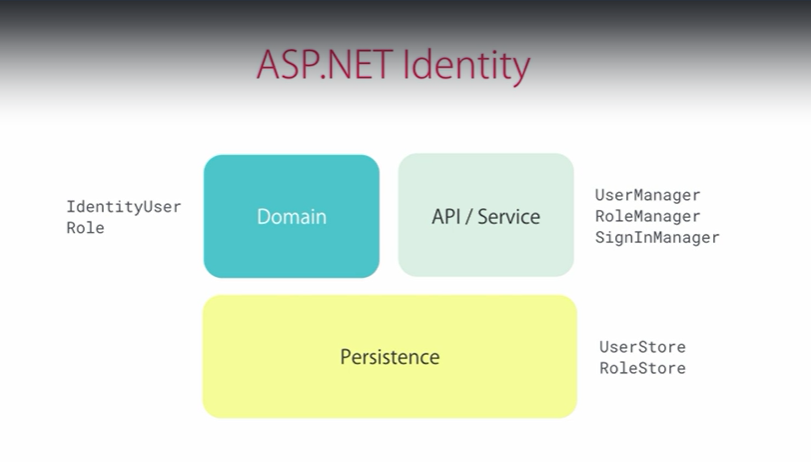 ASP.NET Identity
IdentityUser
Role
Domain
API / Service
UserManager
RoleManager
SignInManager
Persistence
UserStore
RoleStore